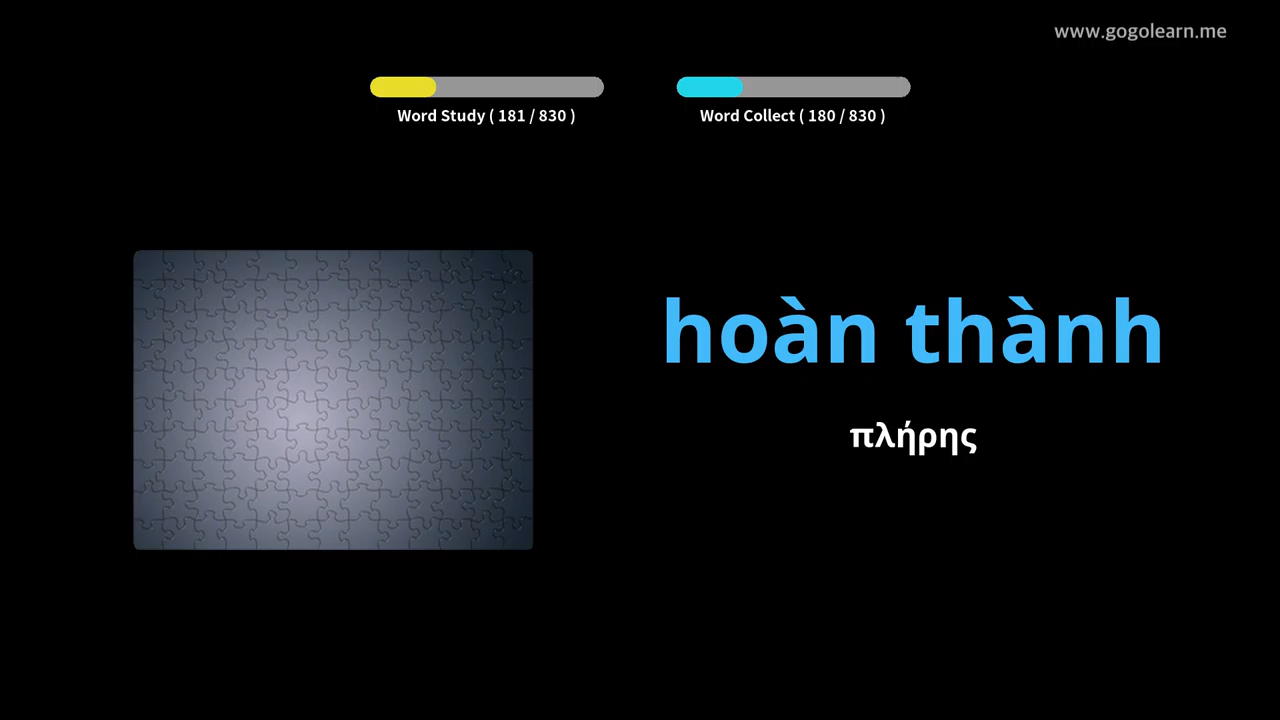 www.gogolearn.me
Word Study ( 181 / 830 )
Word Collect ( 180 / 830 )
hoàn thành
πλήρης